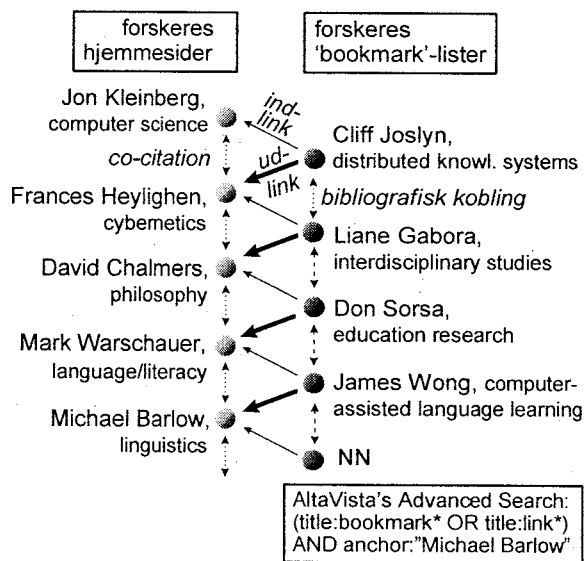 forskeres
hjemmesider
forskeres
'bookmark'-lister
Jon Kleinberg,
computer science
ind-
link
co-citation
ud-
link
Cliff Joslyn,
distributed knowl. systems
Frances Heylighen,
cybernetics
bibliografisk kobling
Liane Gabora,
interdisciplinary studies
David Chalmers,
philosophy
Don Sorsa,
education research
Mark Warschauer,
language/literacy
James Wong, computer-
assisted language learning
Michael Barlow,
linguistics
NN
AltaVista's Advanced Search:
(title:bookmark* OR title:link*)
AND anchor:"Michael Barlow"